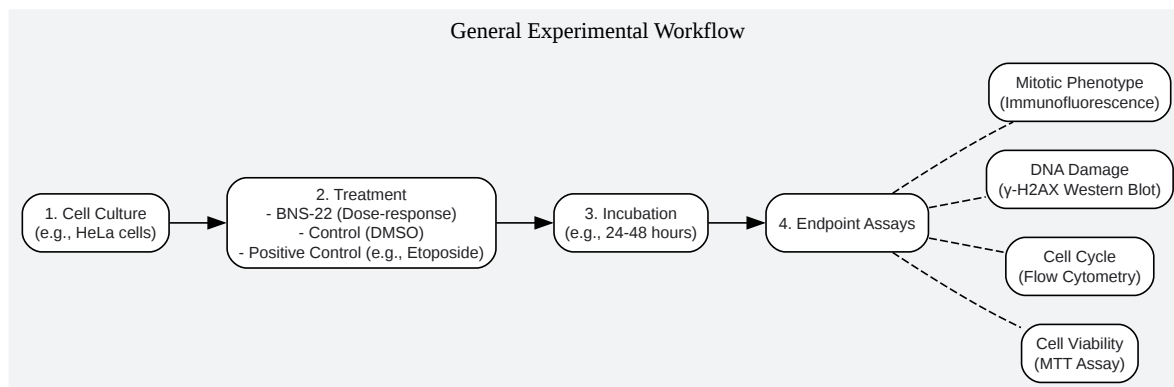 General Experimental Workflow
1. Cell Culture
(e.g., HeLa cells)
2. Treatment
- BNS-22 (Dose-response)
- Control (DMSO)
- Positive Control (e.g., Etoposide)
3. Incubation
(e.g., 24-48 hours)
4. Endpoint Assays
Mitotic Phenotype
(Immunofluorescence)
DNA Damage
(γ-H2AX Western Blot)
Cell Cycle
(Flow Cytometry)
Cell Viability
(MTT Assay)